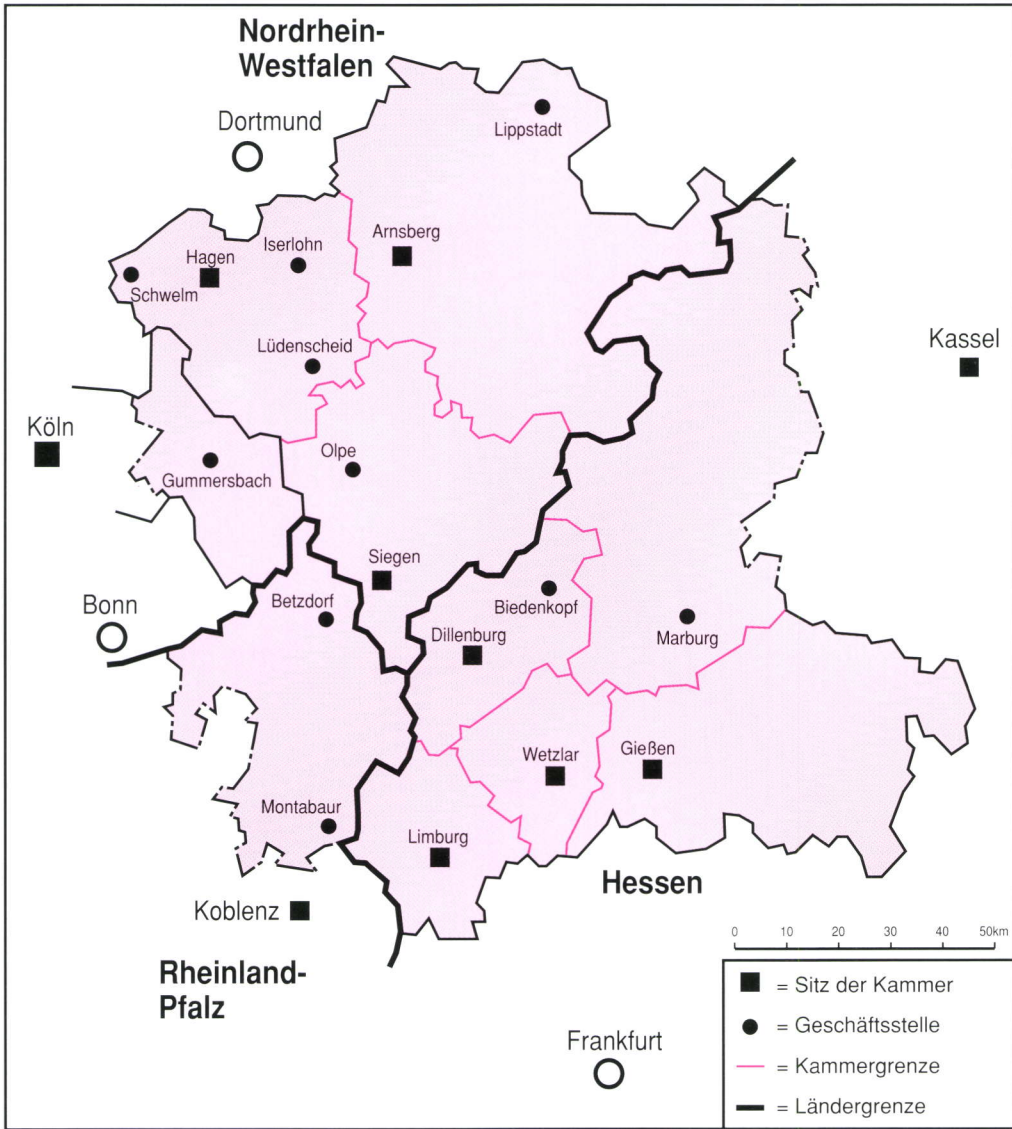 Nordrhein-
Westfalen
Dortmund
Lippstadt
Arnsberg
Iserlohn
Hagen
Schwelm
Lüdenscheid
Kassel
Köln
Olpe
Gummersbach
Siegen
Betzdorf
Biedenkopf
Bonn
Dillenburg
Marburg
Wetzlar
Gießen
Montabaur
Limburg
Hessen
Koblenz
Rheinland-
Pfalz
Frankfurt
0 10 20 30 40 50km
= Sitz der Kammer
= Geschäftsstelle
= Kammergrenze
= Ländergrenze